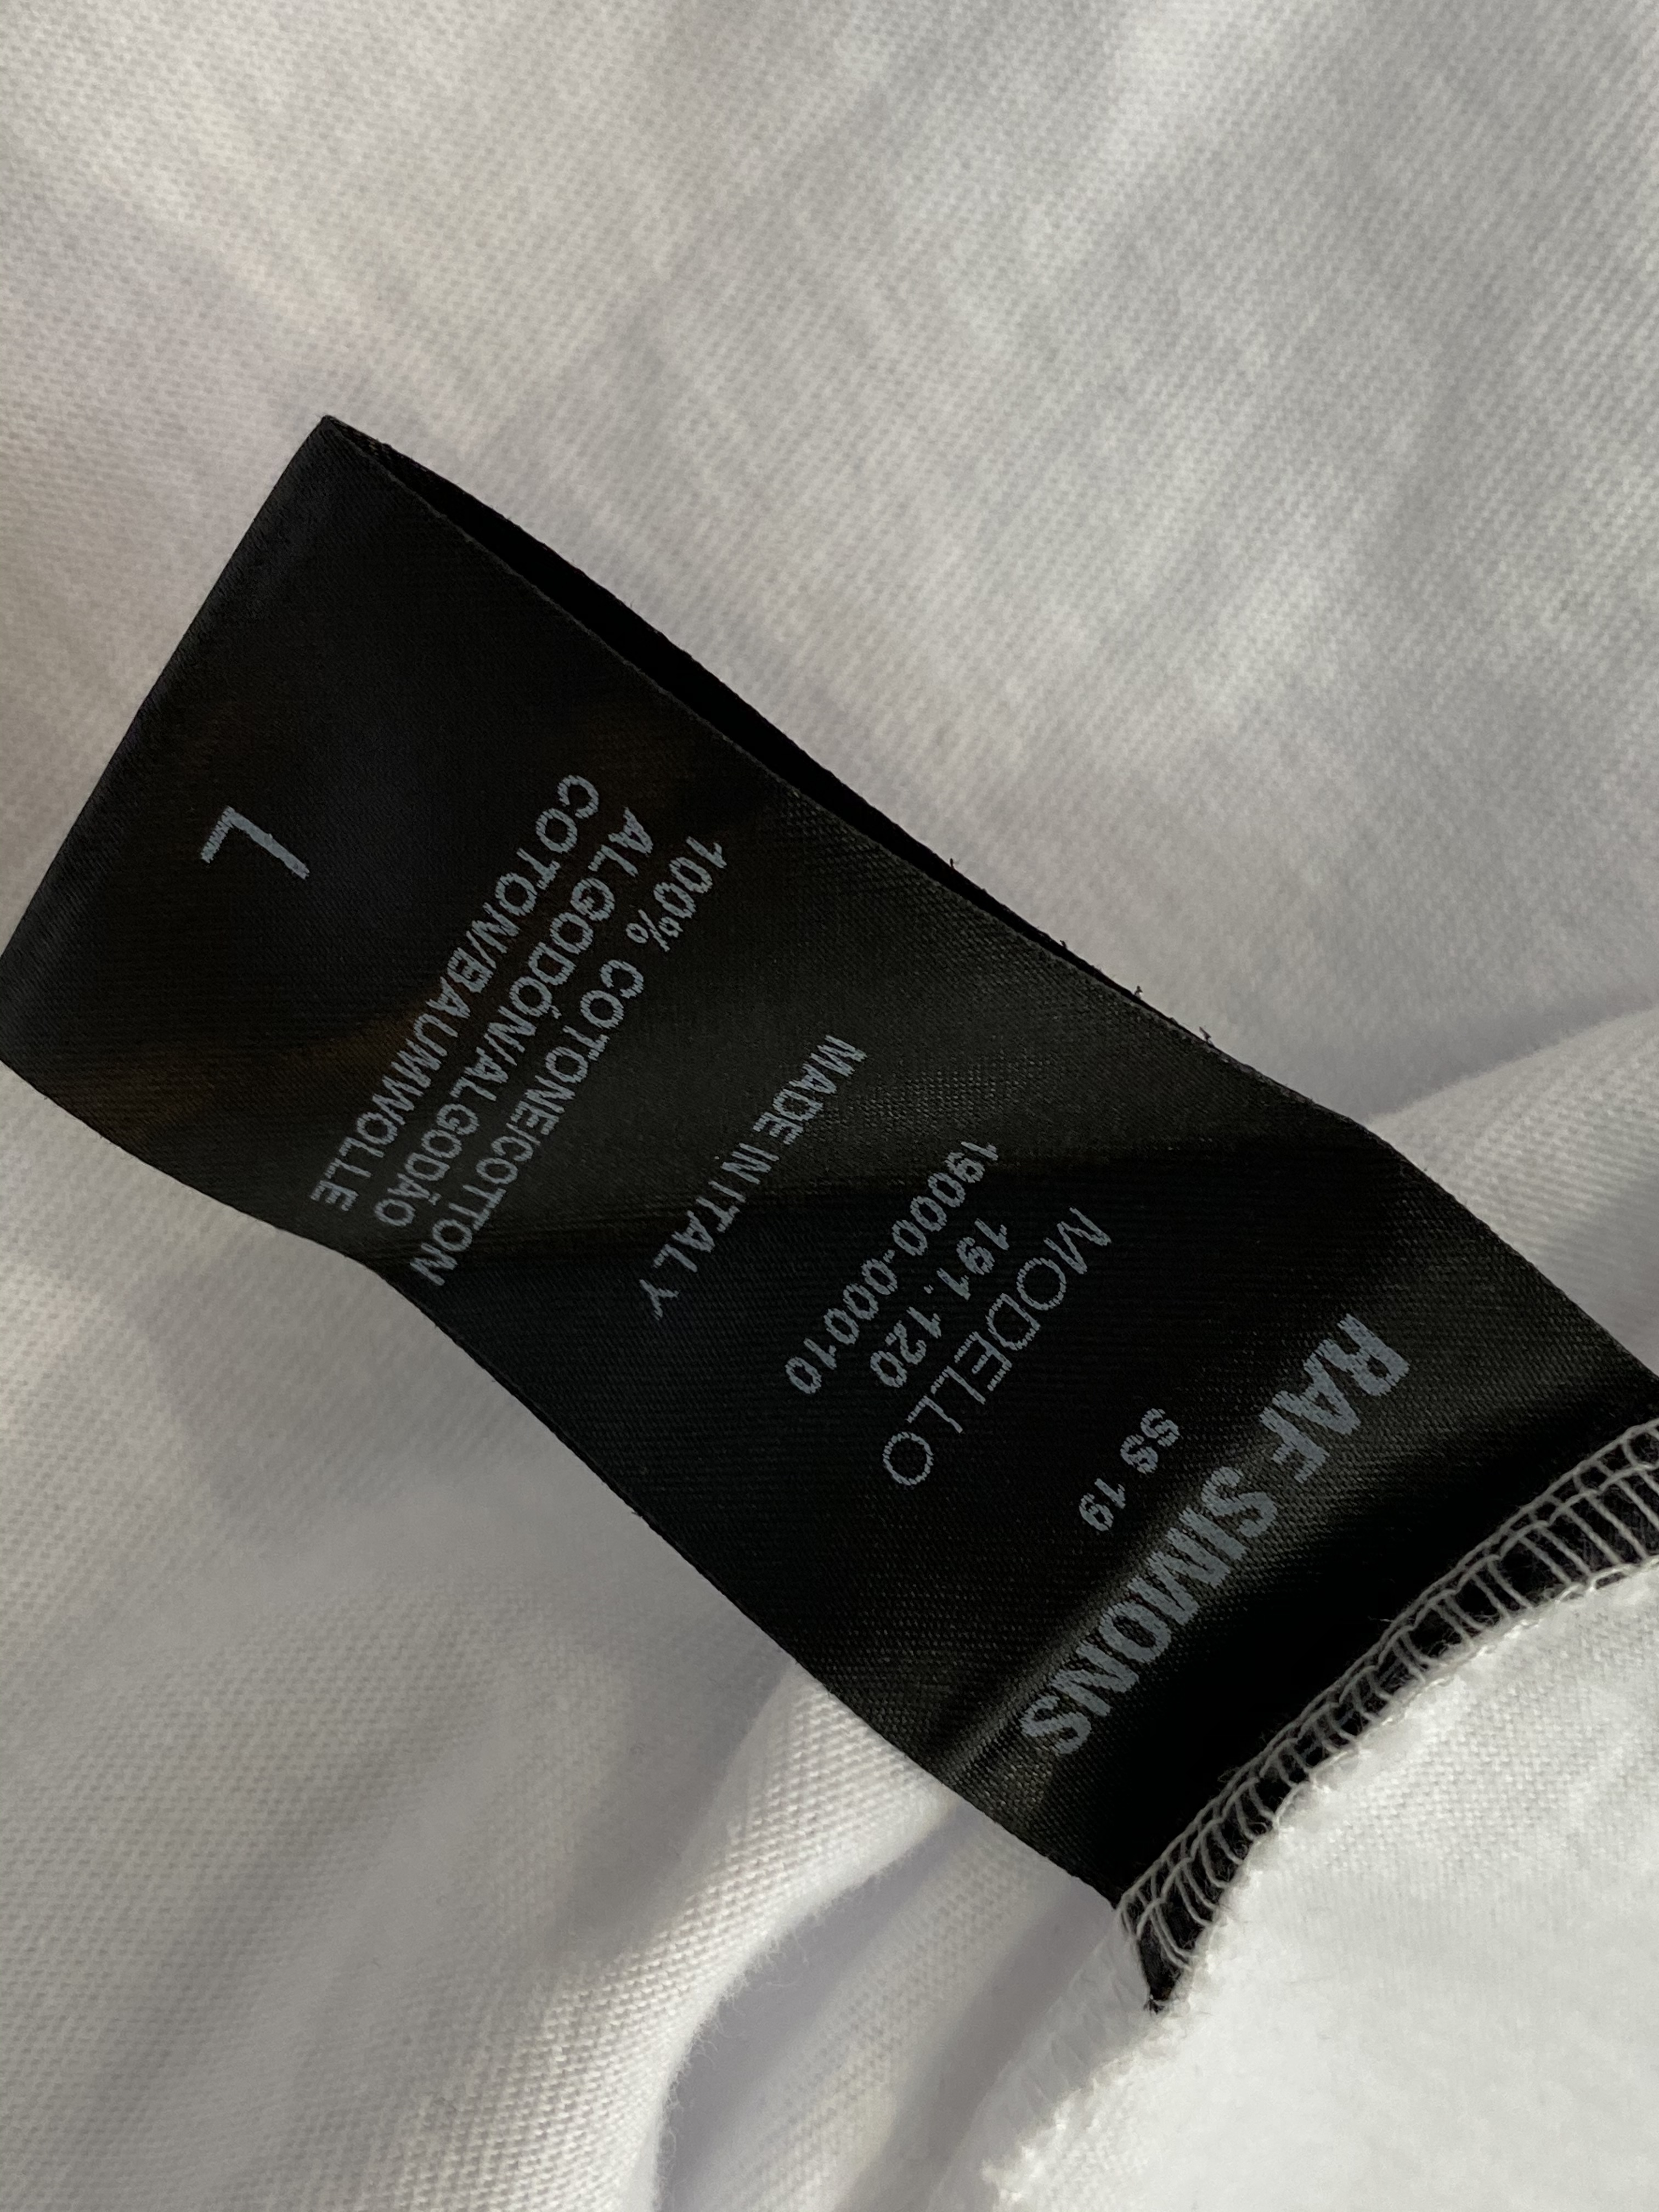 RAF SIMONS
SS 19
MODELLO
191.120
19000-00010
MADE IN ITALY
100% COTONE/COTTON
ALGODÓN/ALGODÃO
COTON/BAUMWOLLE
L